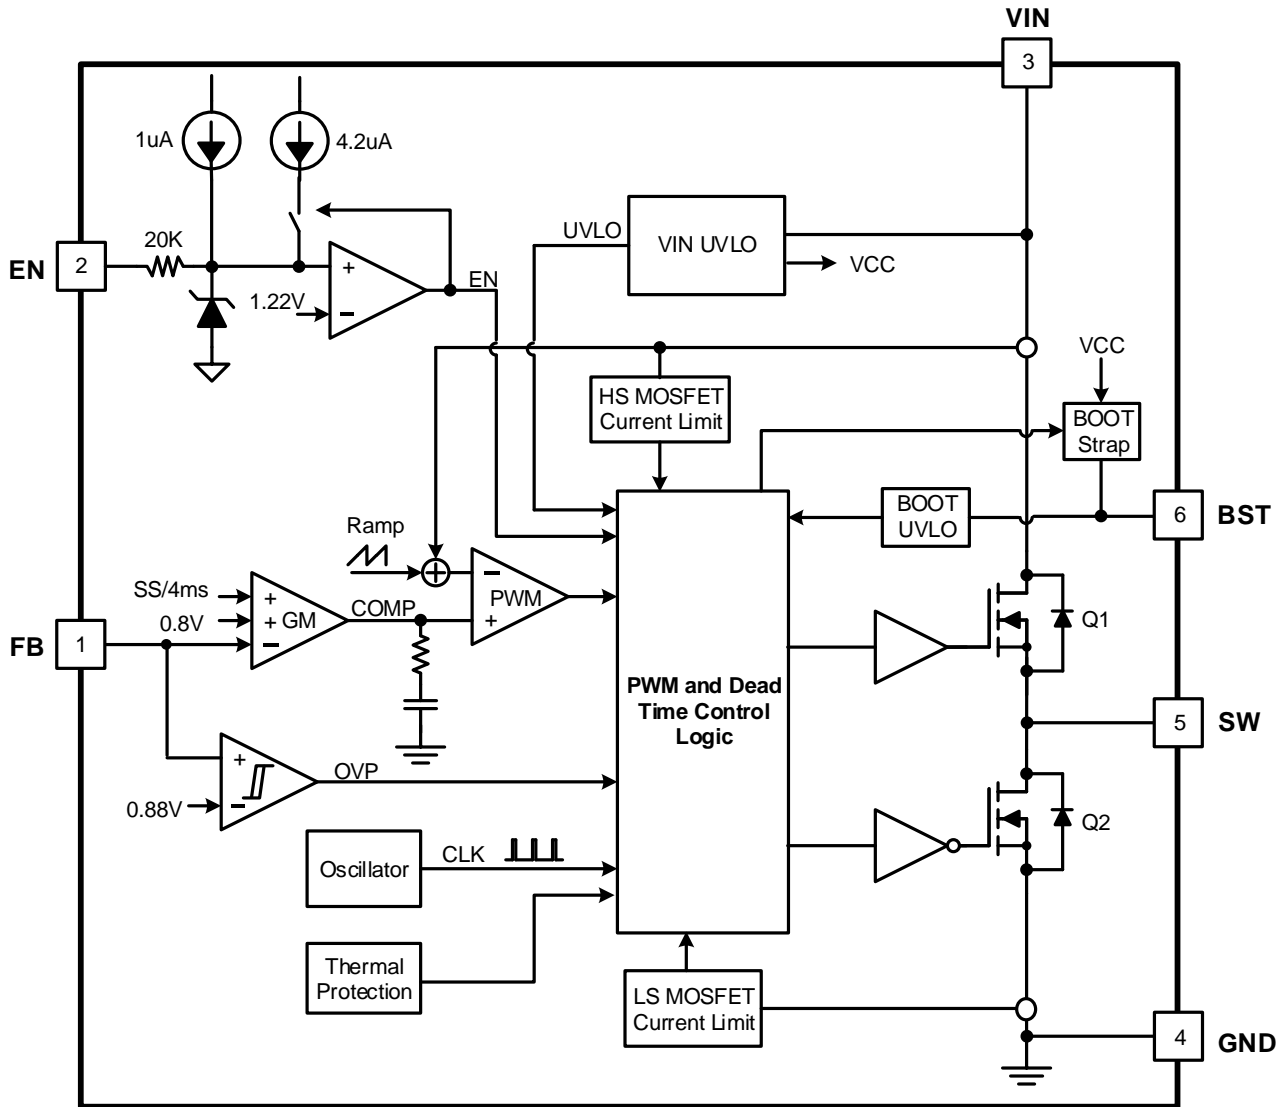 VIN
3
1uA
4.2uA
20K
UVLO
VIN UVLO
VCC
EN
2
EN
1.22V
VCC
HS MOSFET
Current Limit
BOOT
Strap
BOOT
UVLO
6
BST
Ramp
SS/4ms
0.8V
GM
COMP
PWM
FB
1
Q1
PWM and Dead
Time Control
Logic
5
SW
OVP
0.88V
Q2
Oscillator
CLK
Thermal
Protection
LS MOSFET
Current Limit
4
GND